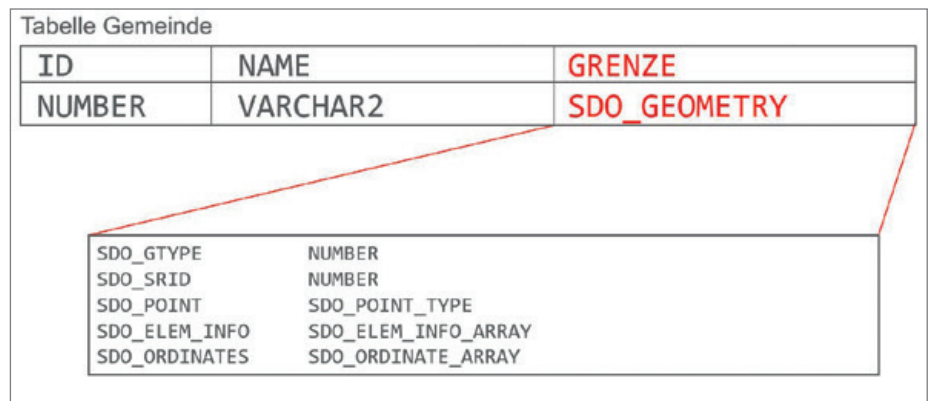 Tabelle Gemeinde
ID NAME GRENZE
NUMBER VARCHAR2 SDO_GEOMETRY
SDO_GTYPE NUMBER
SDO_SRID NUMBER
SDO_POINT SDO_POINT_TYPE
SDO_ELEM_INFO SDO_ELEM_INFO_ARRAY
SDO_ORDINATES SDO_ORDINATE_ARRAY